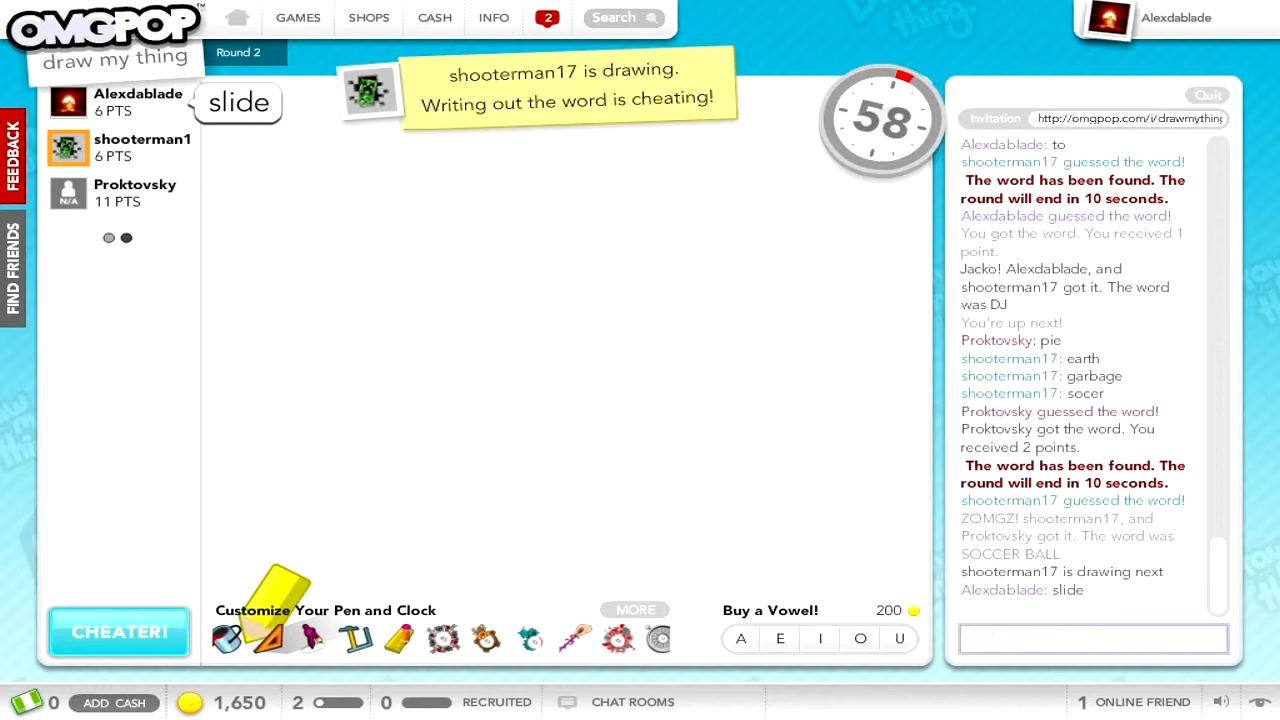 OMGPOP™
GAMES
SHOPS
CASH
INFO
2
Search
Alexdablade
draw my thing
Round 2
FEEDBACK
FIND FRIENDS
Alexdablade
6 PTS
slide
shooterman1
6 PTS
Proktovsky
11 PTS
N/A
shooterman17 is drawing.
Writing out the word is cheating!
58
Quit
Invitation
http://omgpop.com/i/drawmything
Alexdablade: to
shooterman17 guessed the word!
The word has been found. The
round will end in 10 seconds.
Alexdablade guessed the word!
You got the word. You received 1
point.
Jacko! Alexdablade, and
shooterman17 got it. The word
was DJ
You're up next!
Proktovsky: pie
shooterman17: earth
shooterman17: garbage
shooterman17: socer
Proktovsky guessed the word!
Proktovsky got the word. You
received 2 points.
The word has been found. The
round will end in 10 seconds.
shooterman17 guessed the word!
ZOMGZ! shooterman17, and
Proktovsky got it. The word was
SOCCER BALL
shooterman17 is drawing next
Alexdablade: slide
CHEATER!
Customize Your Pen and Clock
MORE
Buy a Vowel!
200
A E I O U
0
ADD CASH
1,650
2
0
RECRUITED
CHAT ROOMS
1 ONLINE FRIEND